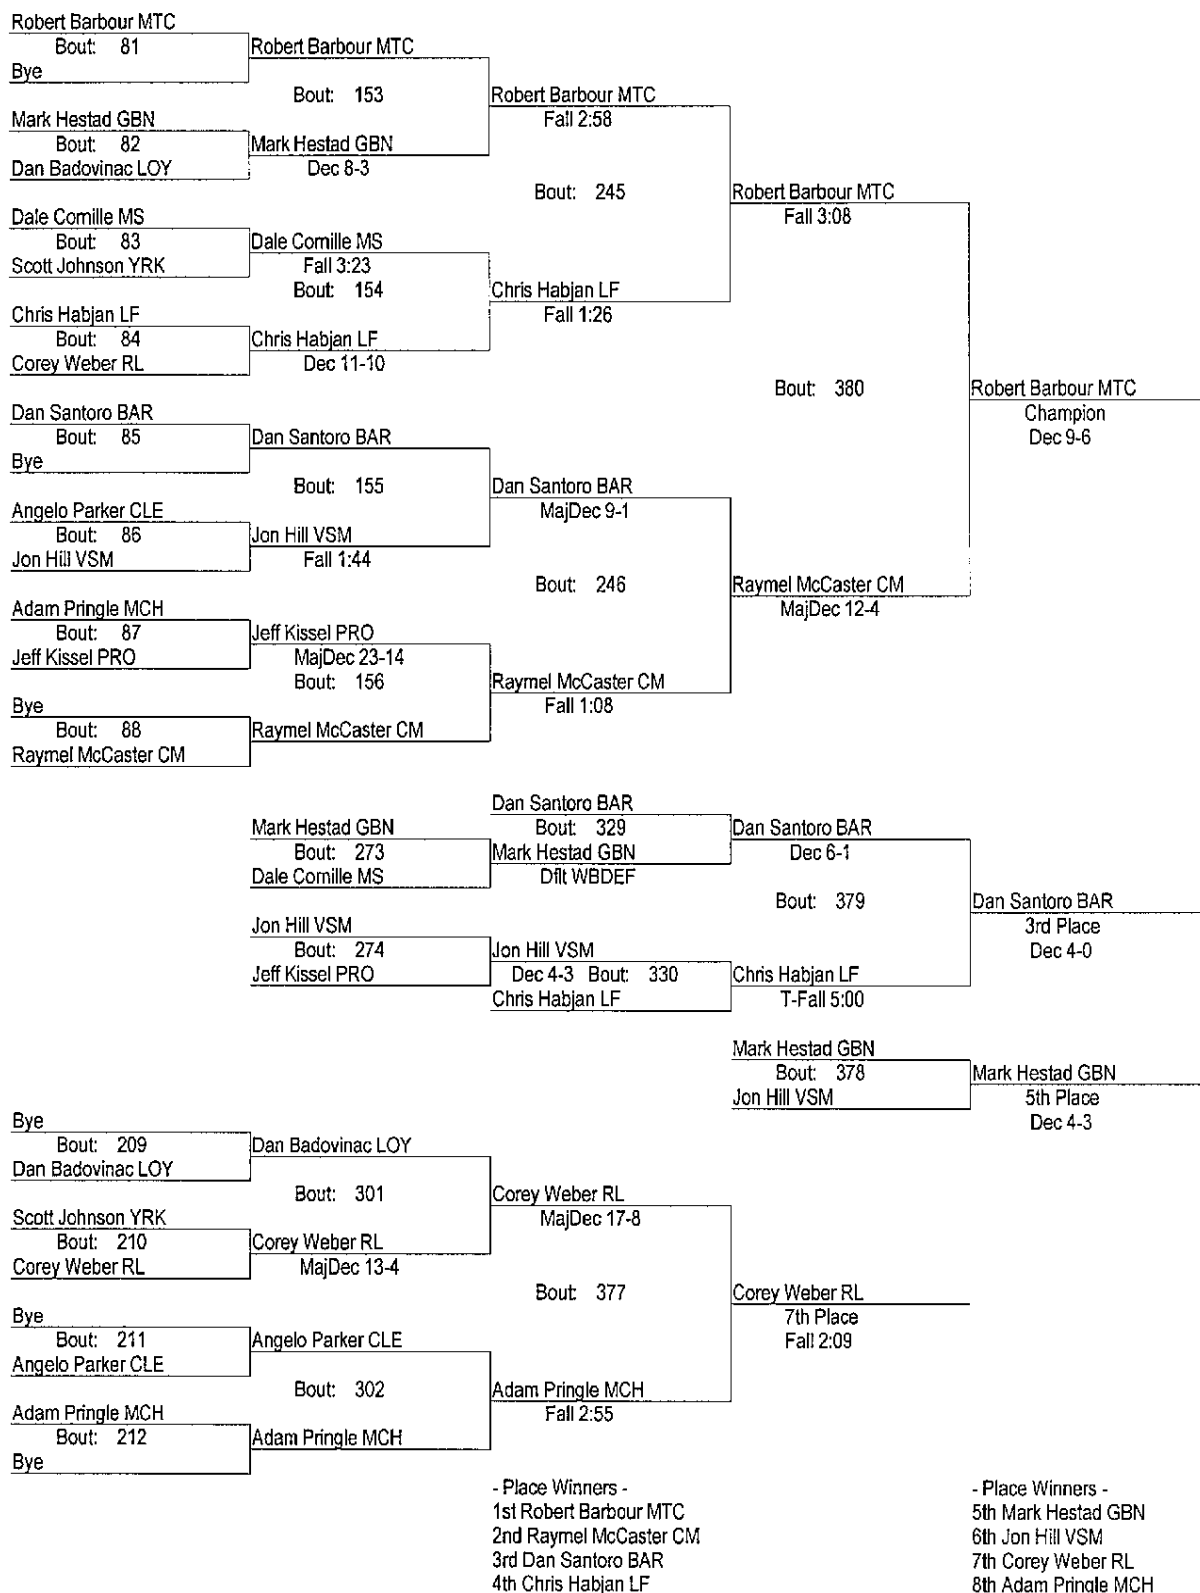 Robert Barbour MTC
Bout: 81
Bye
Robert Barbour MTC
Bout: 153
Mark Hestad GBN
Bout: 82
Dan Badovinac LOY
Mark Hestad GBN
Dec 8-3
Robert Barbour MTC
Fall 2:58
Bout: 245
Dale Cornille MS
Bout: 83
Scott Johnson YRK
Dale Cornille MS
Fall 3:23
Bout: 154
Chris Habjan LF
Bout: 84
Corey Weber RL
Chris Habjan LF
Dec 11-10
Chris Habjan LF
Fall 1:26
Robert Barbour MTC
Fall 3:08
Bout: 380
Robert Barbour MTC
Champion
Dec 9-6
Dan Santoro BAR
Bout: 85
Bye
Dan Santoro BAR
Bout: 155
Angelo Parker CLE
Bout: 86
Jon Hill VSM
Jon Hill VSM
Fall 1:44
Dan Santoro BAR
MajDec 9-1
Bout: 246
Adam Pringle MCH
Bout: 87
Jeff Kissel PRO
Jeff Kissel PRO
MajDec 23-14
Bout: 156
Bye
Bout: 88
Raymel McCaster CM
Raymel McCaster CM
Raymel McCaster CM
Fall 1:08
Raymel McCaster CM
MajDec 12-4
Mark Hestad GBN
Bout: 273
Dale Cornille MS
Dan Santoro BAR
Bout: 329
Mark Hestad GBN
Dflt WBDEF
Dan Santoro BAR
Dec 6-1
Bout: 379
Dan Santoro BAR
3rd Place
Dec 4-0
Jon Hill VSM
Bout: 274
Jeff Kissel PRO
Jon Hill VSM
Dec 4-3 Bout: 330
Chris Habjan LF
Chris Habjan LF
T-Fall 5:00
Mark Hestad GBN
Bout: 378
Jon Hill VSM
Mark Hestad GBN
5th Place
Dec 4-3
Bye
Bout: 209
Dan Badovinac LOY
Dan Badovinac LOY
Bout: 301
Scott Johnson YRK
Bout: 210
Corey Weber RL
Corey Weber RL
MajDec 13-4
Corey Weber RL
MajDec 17-8
Bout: 377
Bye
Bout: 211
Angelo Parker CLE
Angelo Parker CLE
Bout: 302
Adam Pringle MCH
Bout: 212
Bye
Adam Pringle MCH
Adam Pringle MCH
Fall 2:55
Corey Weber RL
7th Place
Fall 2:09
- Place Winners -
1st Robert Barbour MTC
2nd Raymel McCaster CM
3rd Dan Santoro BAR
4th Chris Habjan LF
- Place Winners -
5th Mark Hestad GBN
6th Jon Hill VSM
7th Corey Weber RL
8th Adam Pringle MCH